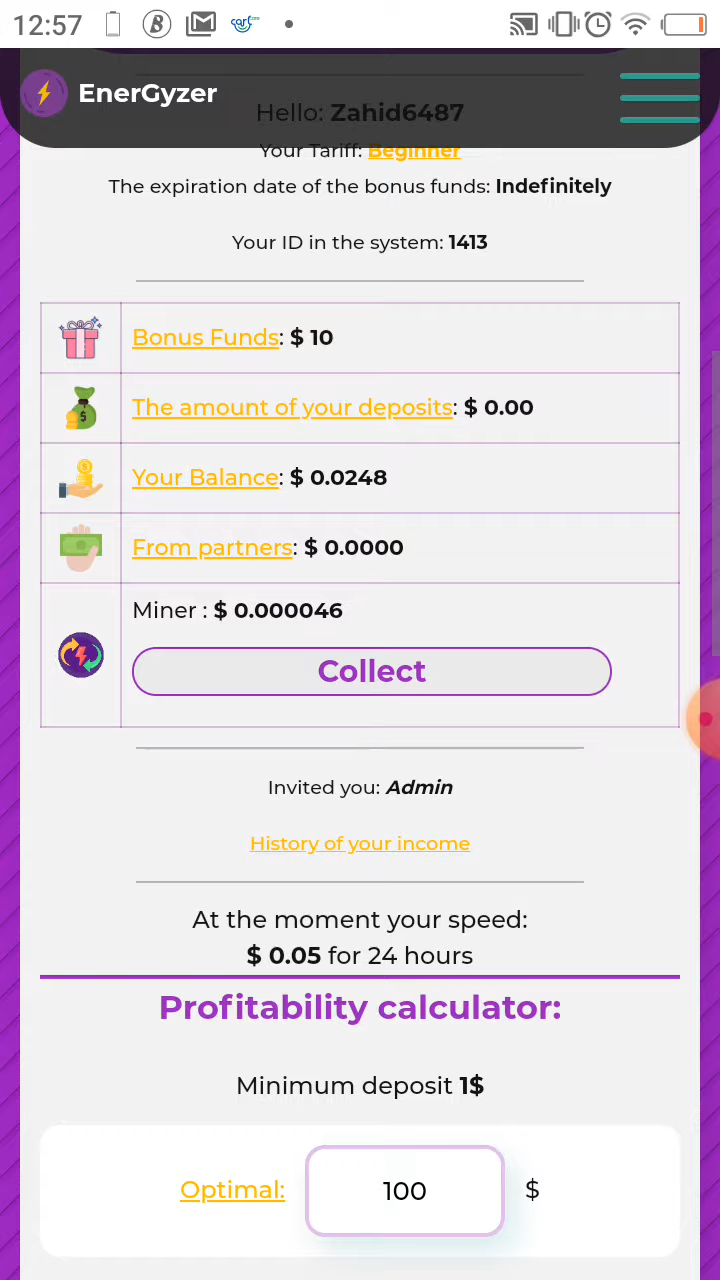 12:57
EnerGyzer
Hello: Zahid6487
Your Tariff: Beginner
The expiration date of the bonus funds: Indefinitely
Your ID in the system: 1413
Bonus Funds: $ 10
The amount of your deposits: $ 0.00
Your Balance: $ 0.0248
From partners: $ 0.0000
Miner : $ 0.000046
Collect
Invited you: Admin
History of your income
At the moment your speed:
$ 0.05 for 24 hours
Profitability calculator:
Minimum deposit 1$
Optimal: 100 $